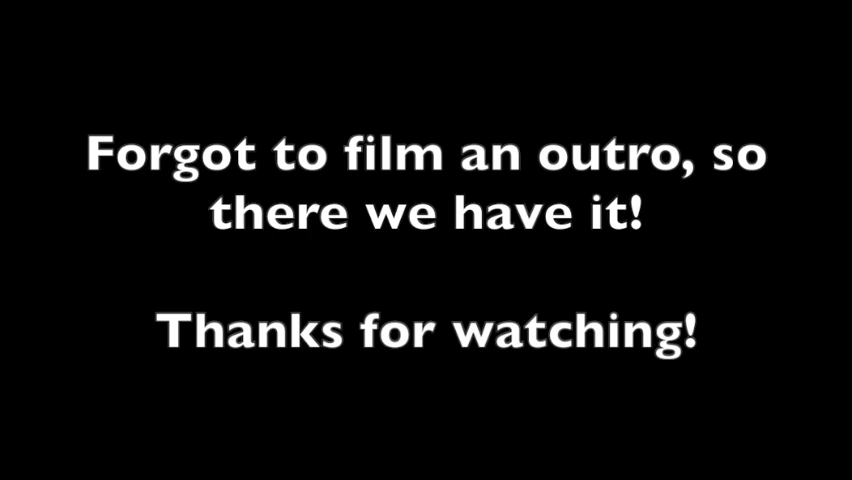 Forgot to film an outro, so
there we have it!
Thanks for watching!